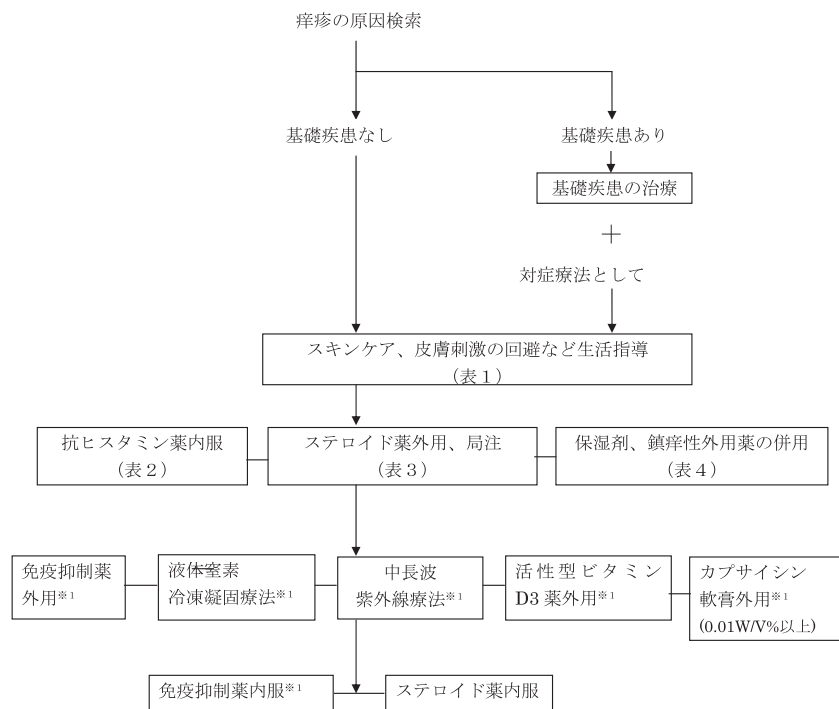 痒疹の原因検索
基礎疾患なし
基礎疾患あり
基礎疾患の治療
＋
対症療法として
スキンケア、皮膚刺激の回避など生活指導
（表１）
抗ヒスタミン薬内服
（表２）
ステロイド薬外用、局注
（表３）
保湿剤、鎮痒性外用薬の併用
（表４）
免疫抑制薬
外用※1
液体窒素
冷凍凝固療法※1
中長波
紫外線療法※1
活性型ビタミン
D3 薬外用※1
カプサイシン
軟膏外用※1
(0.01W/V%以上)
免疫抑制薬内服※1
ステロイド薬内服